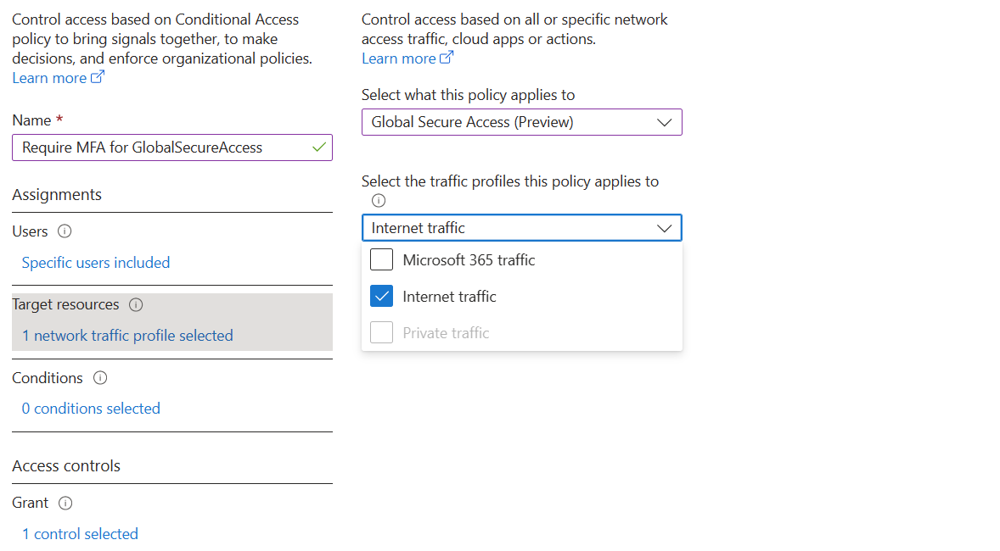 Control access based on Conditional Access
policy to bring signals together, to make
decisions, and enforce organizational policies.
Learn more
Name *
Require MFA for GlobalSecureAccess
Assignments
Users
Specific users included
Target resources
1 network traffic profile selected
Conditions
0 conditions selected
Access controls
Grant
1 control selected
Control access based on all or specific network
access traffic, cloud apps or actions.
Learn more
Select what this policy applies to
Global Secure Access (Preview)
Select the traffic profiles this policy applies to
Internet traffic
Microsoft 365 traffic
Internet traffic
Private traffic